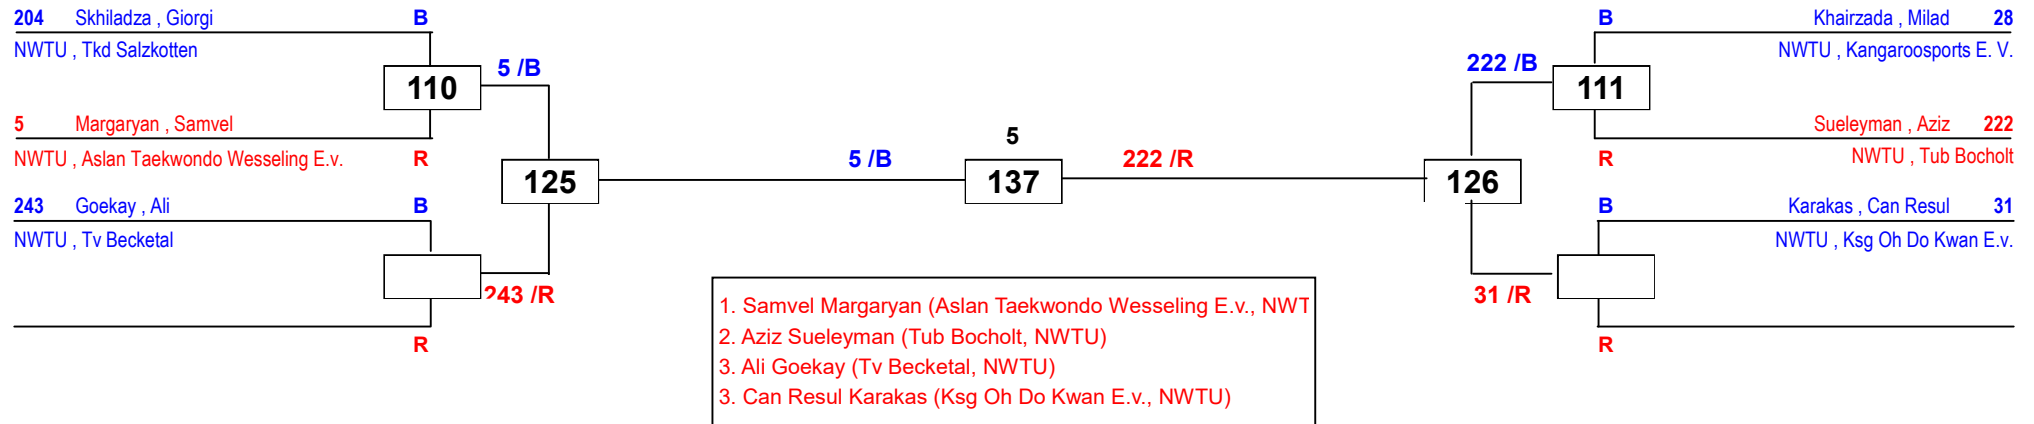 204 Skhiladza , Giorgi B
NWTU , Tkd Salzkotten
110
5 /B
5 Margaryan , Samvel
NWTU , Aslan Taekwondo Wesseling E.v. R
125
243 Goekay , Ali B
NWTU , Tv Becketal
243 /R
R
5 /B
5
137
222 /R
B Khairzada , Milad 28
NWTU , Kangaroosports E. V.
222 /B
111
Sueleyman , Aziz 222
R NWTU , Tub Bocholt
126
B Karakas , Can Resul 31
NWTU , Ksg Oh Do Kwan E.v.
31 /R
R
1. Samvel Margaryan (Aslan Taekwondo Wesseling E.v., NWT
2. Aziz Sueleyman (Tub Bocholt, NWTU)
3. Ali Goekay (Tv Becketal, NWTU)
3. Can Resul Karakas (Ksg Oh Do Kwan E.v., NWTU)